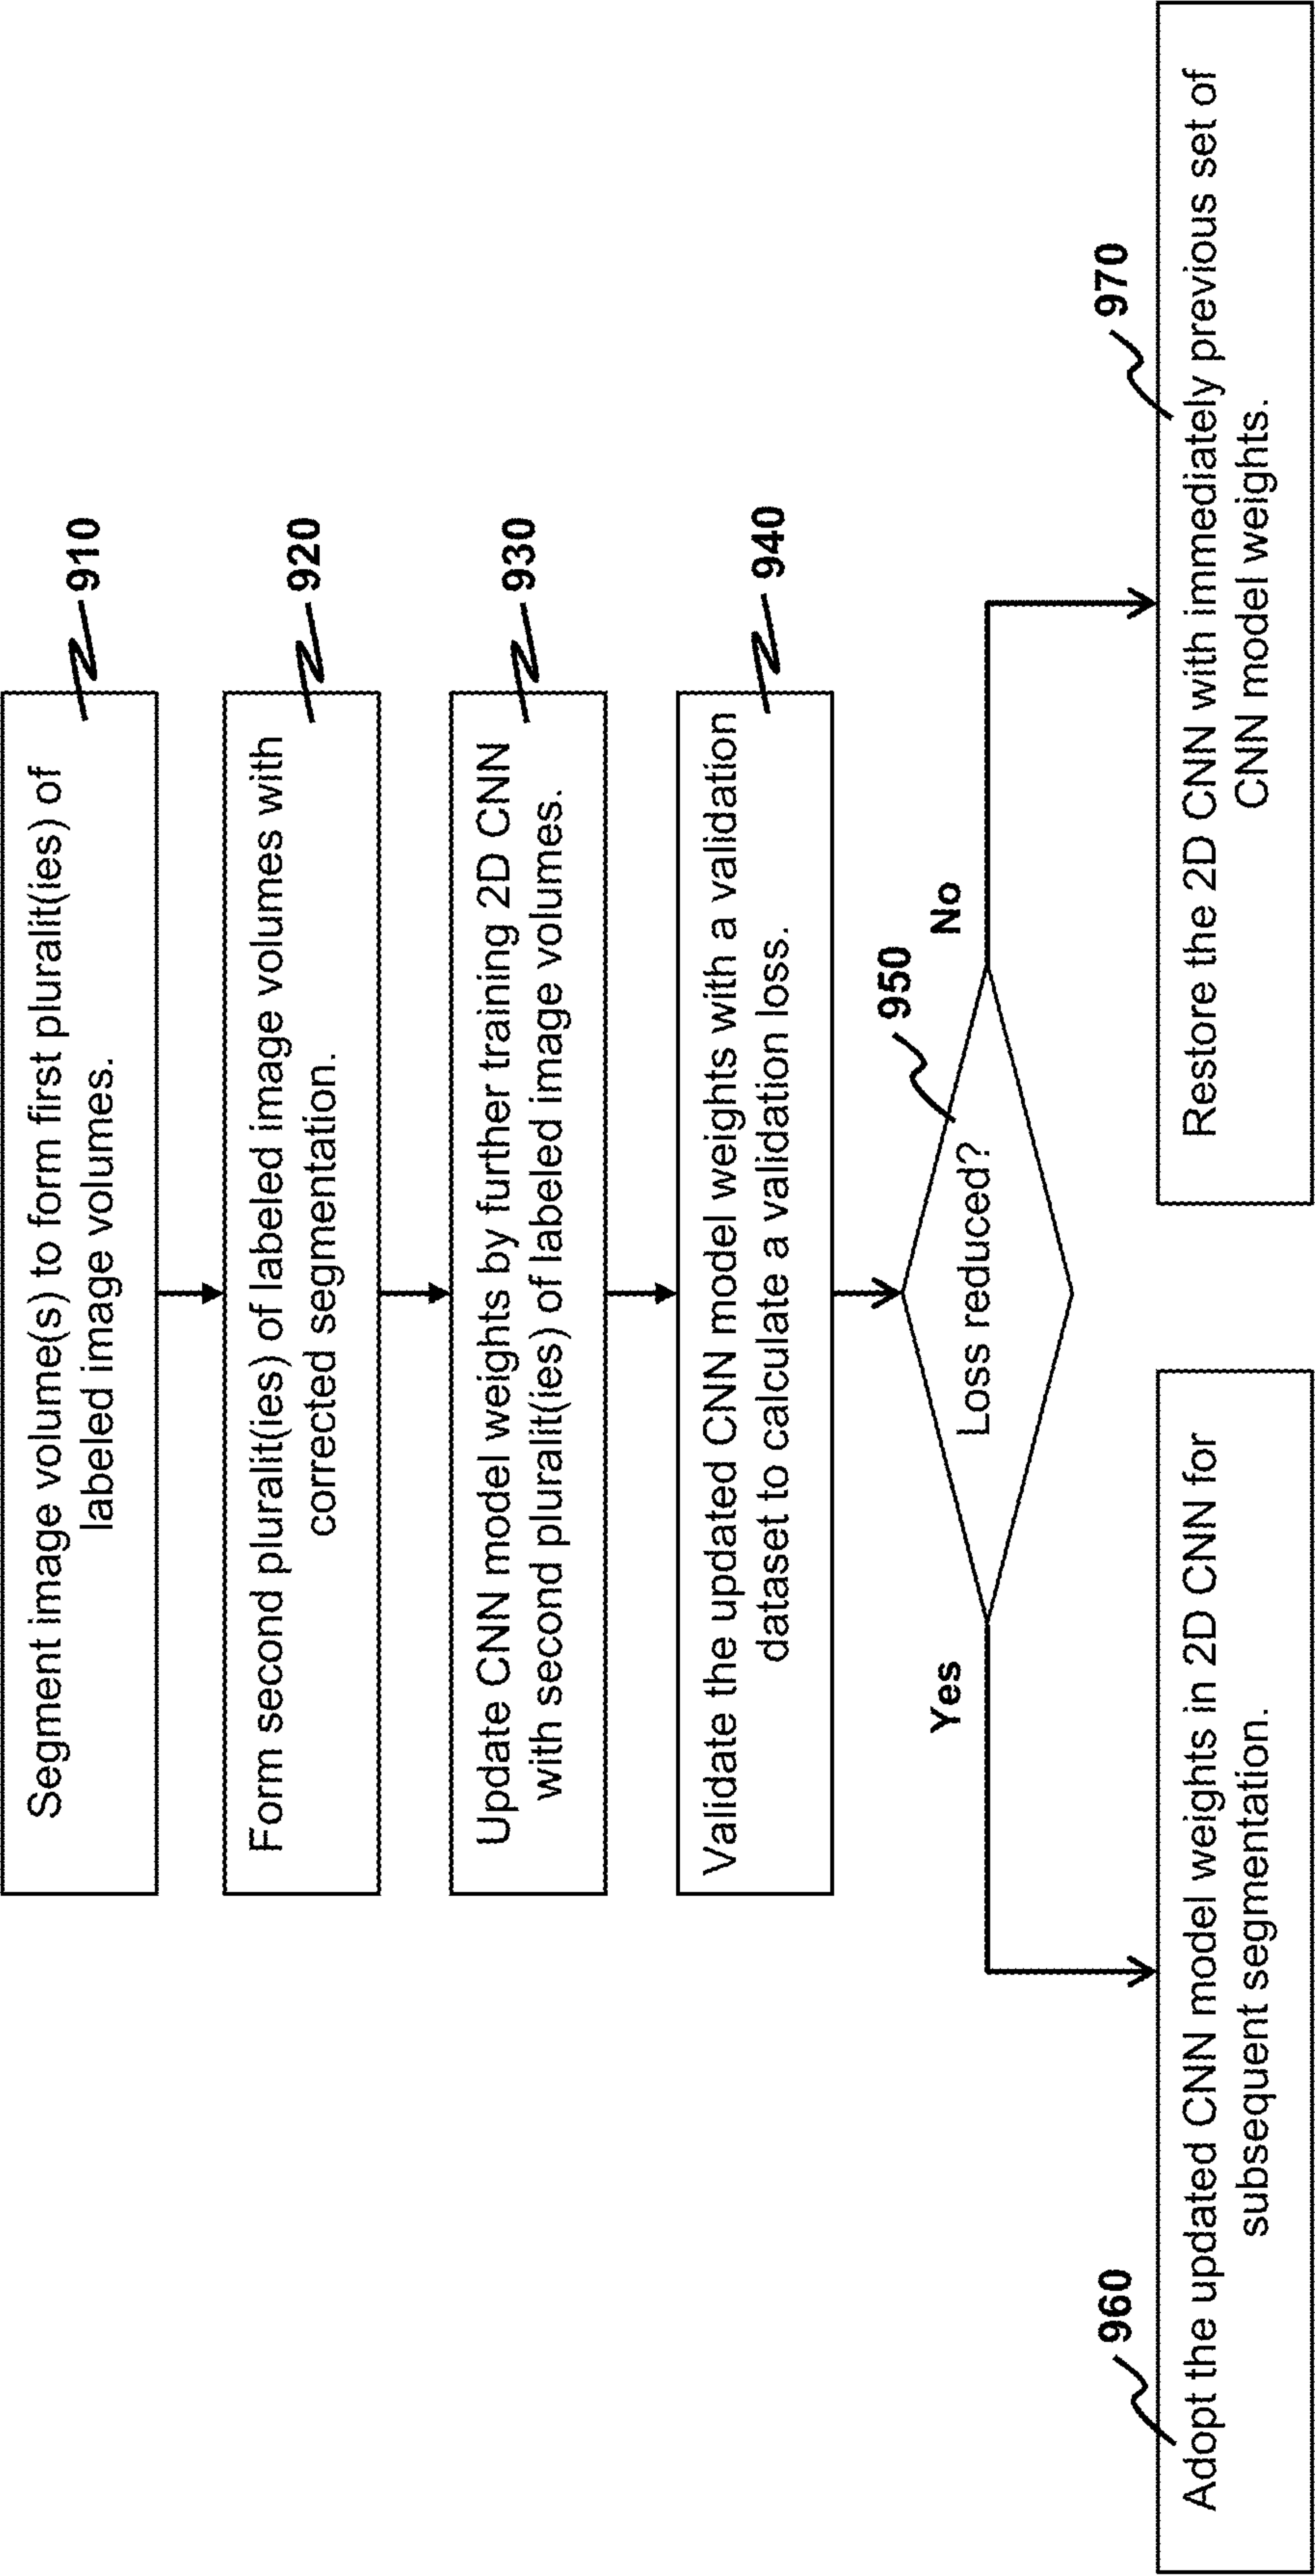 Segment image volume(s) to form first pluralit(ies) of
labeled image volumes.
910
Form second pluralit(ies) of labeled image volumes with
corrected segmentation.
920
Update CNN model weights by further training 2D CNN
with second pluralit(ies) of labeled image volumes.
930
Validate the updated CNN model weights with a validation
dataset to calculate a validation loss.
940
Loss reduced?
950
Yes
No
960
Adopt the updated CNN model weights in 2D CNN for
subsequent segmentation.
970
Restore the 2D CNN with immediately previous set of
CNN model weights.